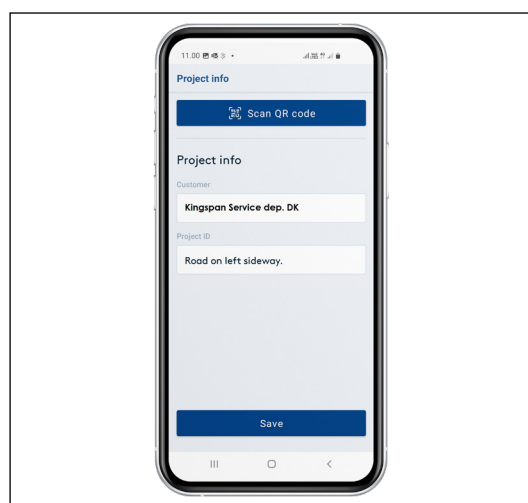 11.00
Project info
Scan QR code
Project info
Customer
Kingspan Service dep. DK
Project ID
Road on left sideway.
Save